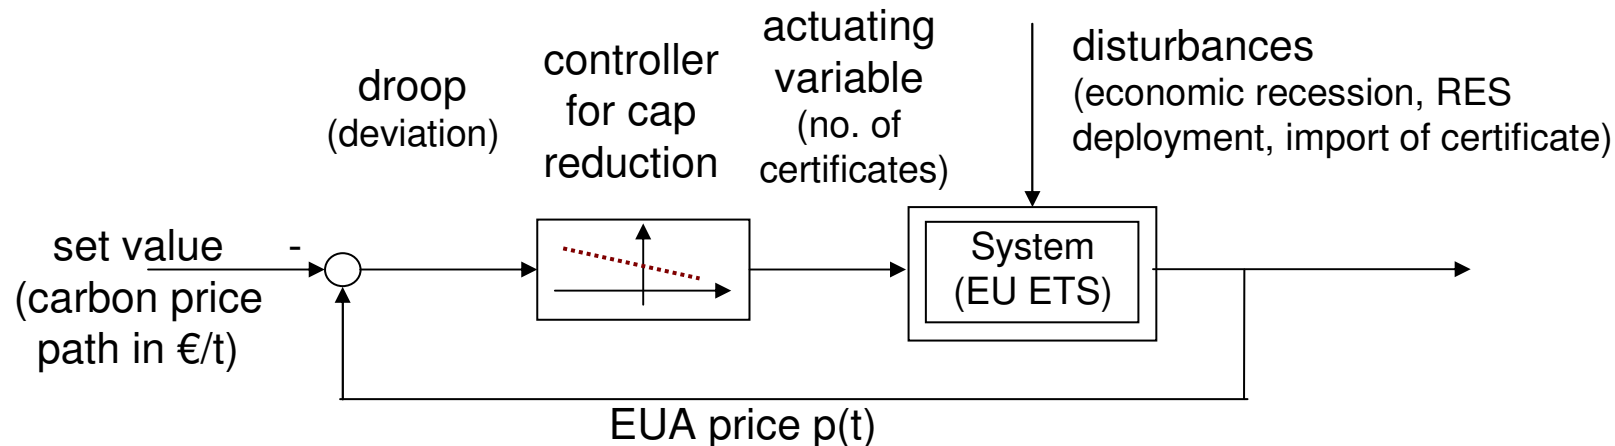 droop
(deviation)
controller
for cap
reduction
actuating
variable
(no. of
certificates)
disturbances
(economic recession, RES
deployment, import of certificate)
set value
-
(carbon price
path in €/t)
System
(EU ETS)
EUA price p(t)